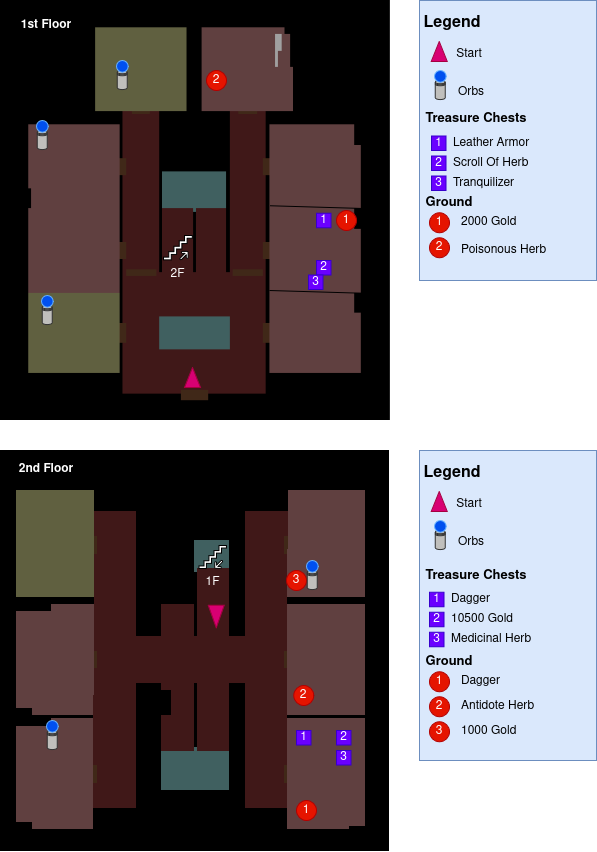 1st Floor
2
1
2
3
1
2F
Legend
Start
Orbs
Treasure Chests
1 Leather Armor
2 Scroll Of Herb
3 Tranquilizer
Ground
1 2000 Gold
2 Poisonous Herb
2nd Floor
1F
3
2
1 2
3
1
Legend
Start
Orbs
Treasure Chests
1 Dagger
2 10500 Gold
3 Medicinal Herb
Ground
1 Dagger
2 Antidote Herb
3 1000 Gold